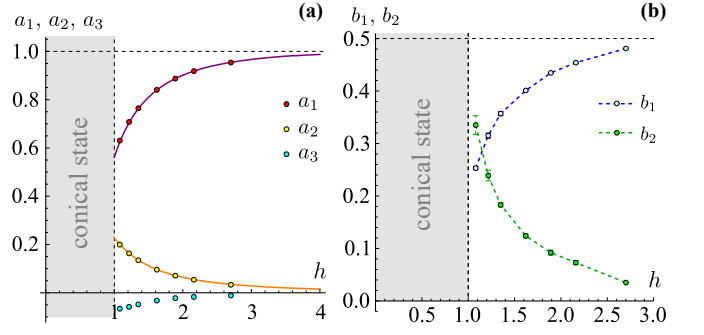 a₁, a₂, a₃
(a)
1.0
0.8
0.6
0.4
0.2
conical state
a₁
a₂
a₃
h
1
2
3
4
b₁, b₂
(b)
0.5
0.4
0.3
0.2
0.1
0.0
conical state
b₁
b₂
h
0.5
1.0
1.5
2.0
2.5
3.0